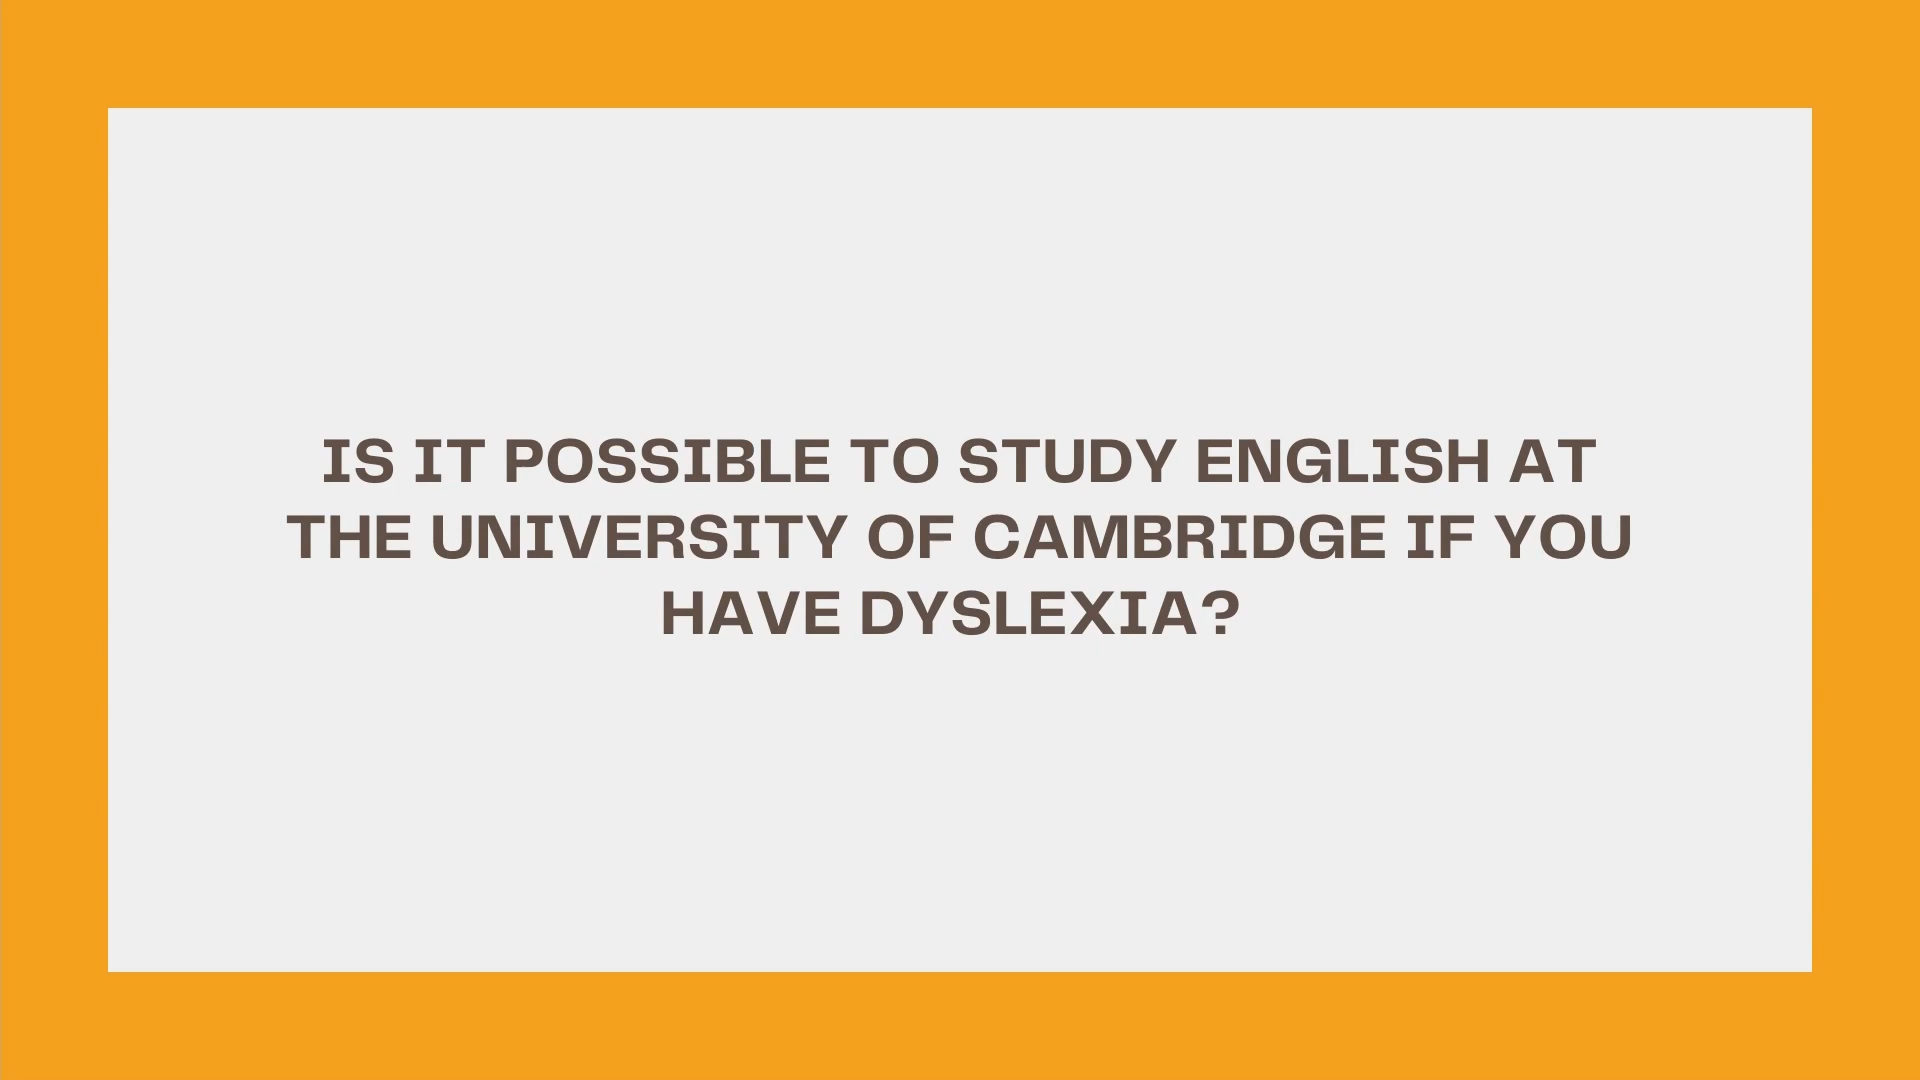 IS IT POSSIBLE TO STUDY ENGLISH AT
THE UNIVERSITY OF CAMBRIDGE IF YOU
HAVE DYSLEXIA?